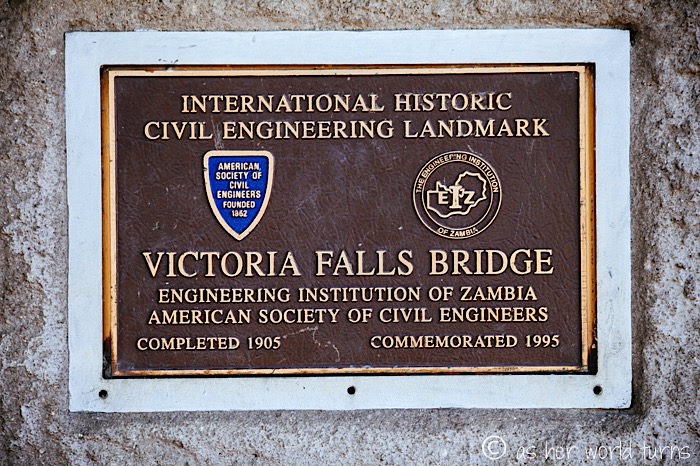 INTERNATIONAL HISTORIC
CIVIL ENGINEERING LANDMARK
AMERICAN
SOCIETY OF
CIVIL
ENGINEERS
FOUNDED
1852
THE ENGINEERING INSTITUTION
EIZ
OF ZAMBIA
VICTORIA FALLS BRIDGE
ENGINEERING INSTITUTION OF ZAMBIA
AMERICAN SOCIETY OF CIVIL ENGINEERS
COMPLETED 1905 COMMEMORATED 1995
© as her world turns